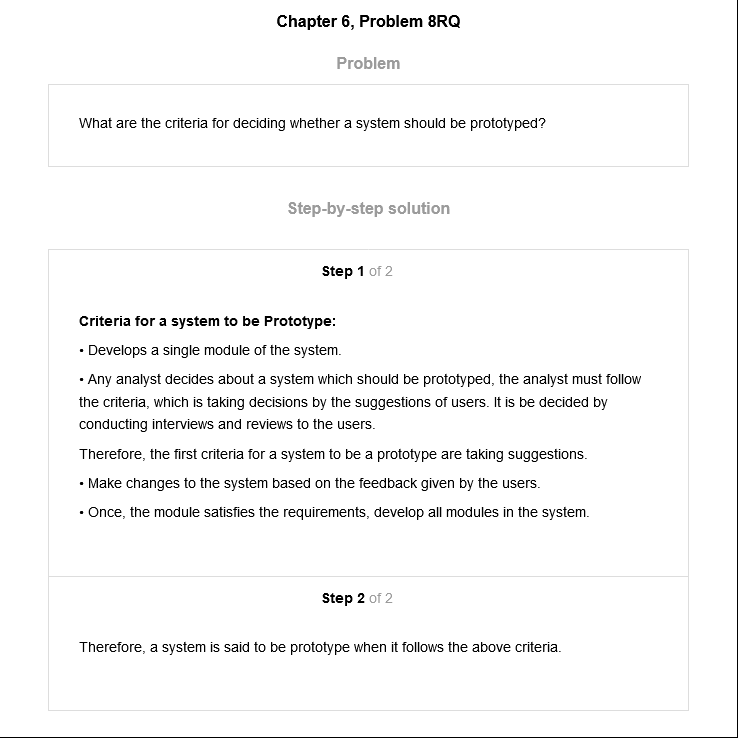 Chapter 6, Problem 8RQ
Problem
What are the criteria for deciding whether a system should be prototyped?
Step-by-step solution
Step 1 of 2
Criteria for a system to be Prototype:
• Develops a single module of the system.
• Any analyst decides about a system which should be prototyped, the analyst must follow
the criteria, which is taking decisions by the suggestions of users. It is be decided by
conducting interviews and reviews to the users.
Therefore, the first criteria for a system to be a prototype are taking suggestions.
• Make changes to the system based on the feedback given by the users.
• Once, the module satisfies the requirements, develop all modules in the system.
Step 2 of 2
Therefore, a system is said to be prototype when it follows the above criteria.